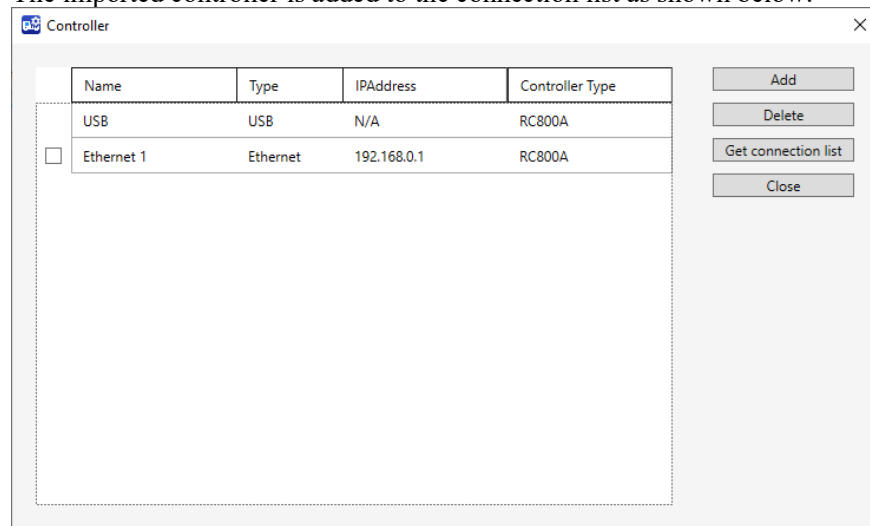 The imported controller is added to the connection list as shown below.
Controller
Name Type IPAddress Controller Type
USB USB N/A RC800A
Ethernet 1 Ethernet 192.168.0.1 RC800A
Add
Delete
Get connection list
Close